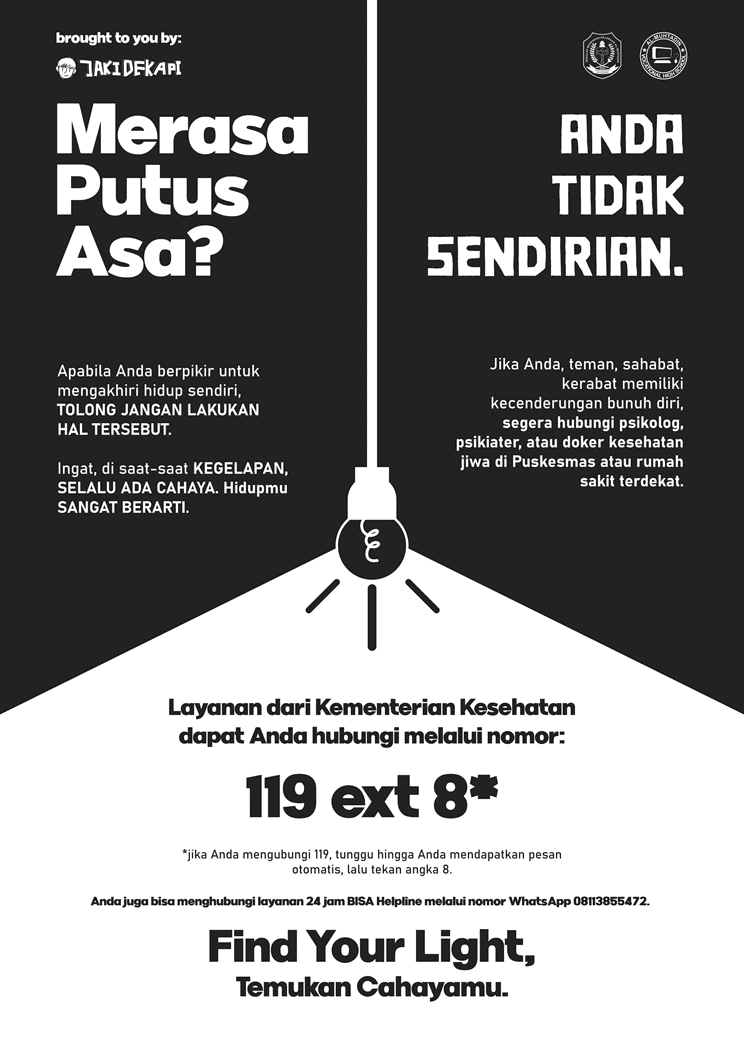 brought to you by:
JAKIDEKAPI
AL-MUHTADIN
VOCATIONAL HIGH SCHOOL
Merasa
Putus
Asa?
ANDA
TIDAK
SENDIRIAN.
Apabila Anda berpikir untuk
mengakhiri hidup sendiri,
TOLONG JANGAN LAKUKAN
HAL TERSEBUT.
Ingat, di saat-saat KEGELAPAN,
SELALU ADA CAHAYA. Hidupmu
SANGAT BERARTI.
Jika Anda, teman, sahabat,
kerabat memiliki
kecenderungan bunuh diri,
segera hubungi psikolog,
psikiater, atau doker kesehatan
jiwa di Puskesmas atau rumah
sakit terdekat.
Layanan dari Kementerian Kesehatan
dapat Anda hubungi melalui nomor:
119 ext 8*
*jika Anda mengubungi 119, tunggu hingga Anda mendapatkan pesan
otomatis, lalu tekan angka 8.
Anda juga bisa menghubungi layanan 24 jam BISA Helpline melalui nomor WhatsApp 08113855472.
Find Your Light,
Temukan Cahayamu.